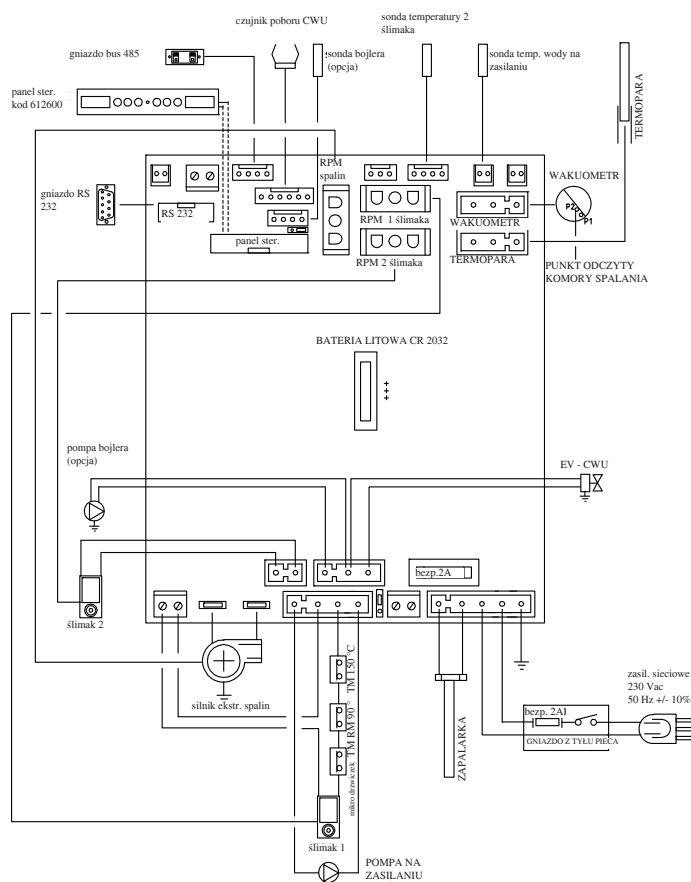 czujnik poboru CWU
sonda temperatury 2
ślimaka
gniazdo bus 485
sonda bojlera
(opcja)
sonda temp. wody na
zasilaniu
panel ster.
kod 612600
TERMOPARA
RPM
spalin
WAKUOMETR
gniazdo RS
232
RS 232
RPM  1 ślimaka
P2
P1
WAKUOMETR
panel ster.
RPM 2 ślimaka
TERMOPARA
PUNKT ODCZYTY
KOMORY SPALANIA
BATERIA LITOWA CR 2032
+++
pompa bojlera
(opcja)
EV - CWU
bezp.2A
ślimak 2
TM 150 °C
silnik ekstr. spalin
TM RM 90 °
mikro drzwiczek
ZAPALARKA
zasil. sieciowe
230 Vac
50 Hz +/- 10%
bezp. 2A
GNIAZDO Z TYŁU PIECA
ślimak 1
POMPA NA
ZASILANIU